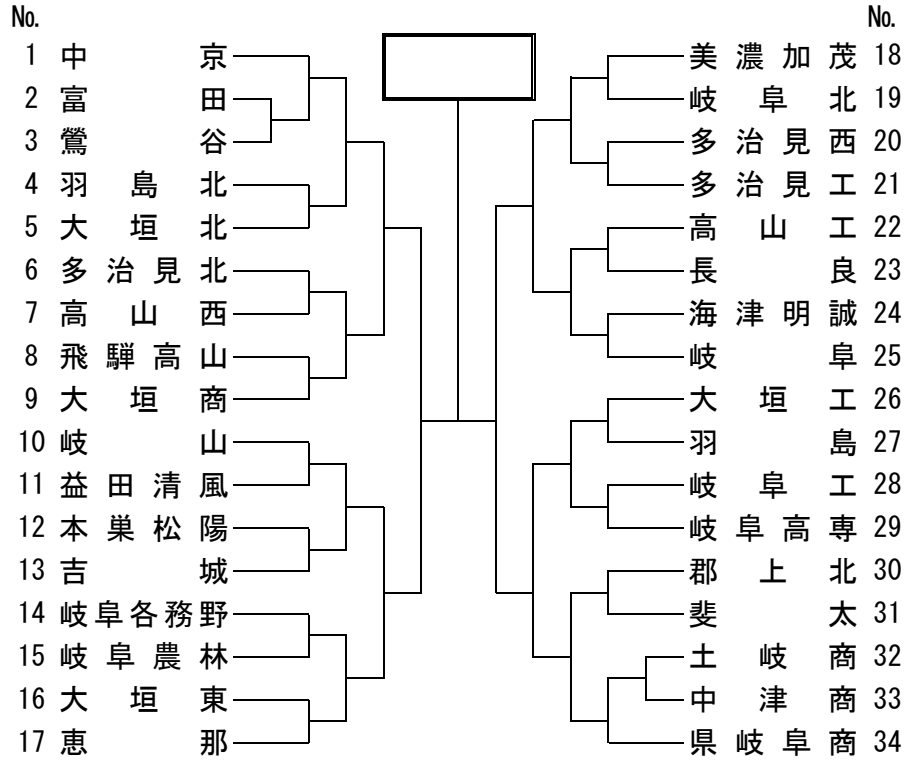 No. No.
1 中京 美濃加茂 18
2 富田 岐阜北 19
3 鶯谷 多治見西 20
4 羽島北 多治見工 21
5 大垣北 高山工 22
6 多治見北 長良 23
7 高山西 海津明誠 24
8 飛騨高山 岐阜 25
9 大垣商 大垣工 26
10 岐山 羽島 27
11 益田清風 岐阜工 28
12 本巣松陽 岐阜高専 29
13 吉城 郡上北 30
14 岐阜各務野 斐太 31
15 岐阜農林 土岐商 32
16 大垣東 中津商 33
17 恵那 県岐阜商 34